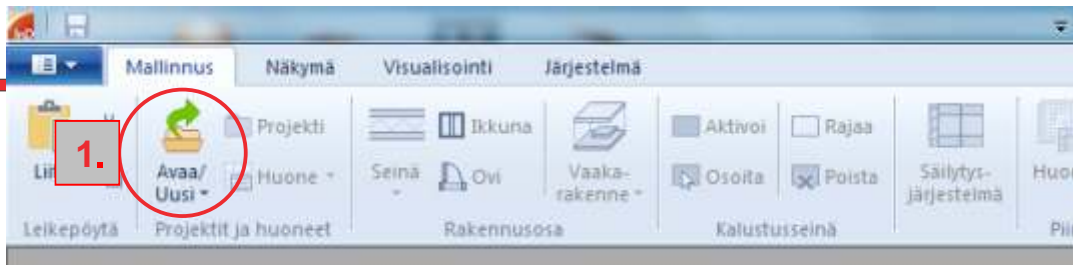 Mallinnus Näkymä Visualisointi Järjestelmä
1.
Avaa/
Uusi
Projekti
Huone
Seinä
Ikkuna
Ovi
Vaaka-
rakenne
Aktivoi
Rajaa
Osoita
Poista
Säilytys-
järjestelmä
Leikepöytä Projektit ja huoneet Rakennusosa Kalustusseinä